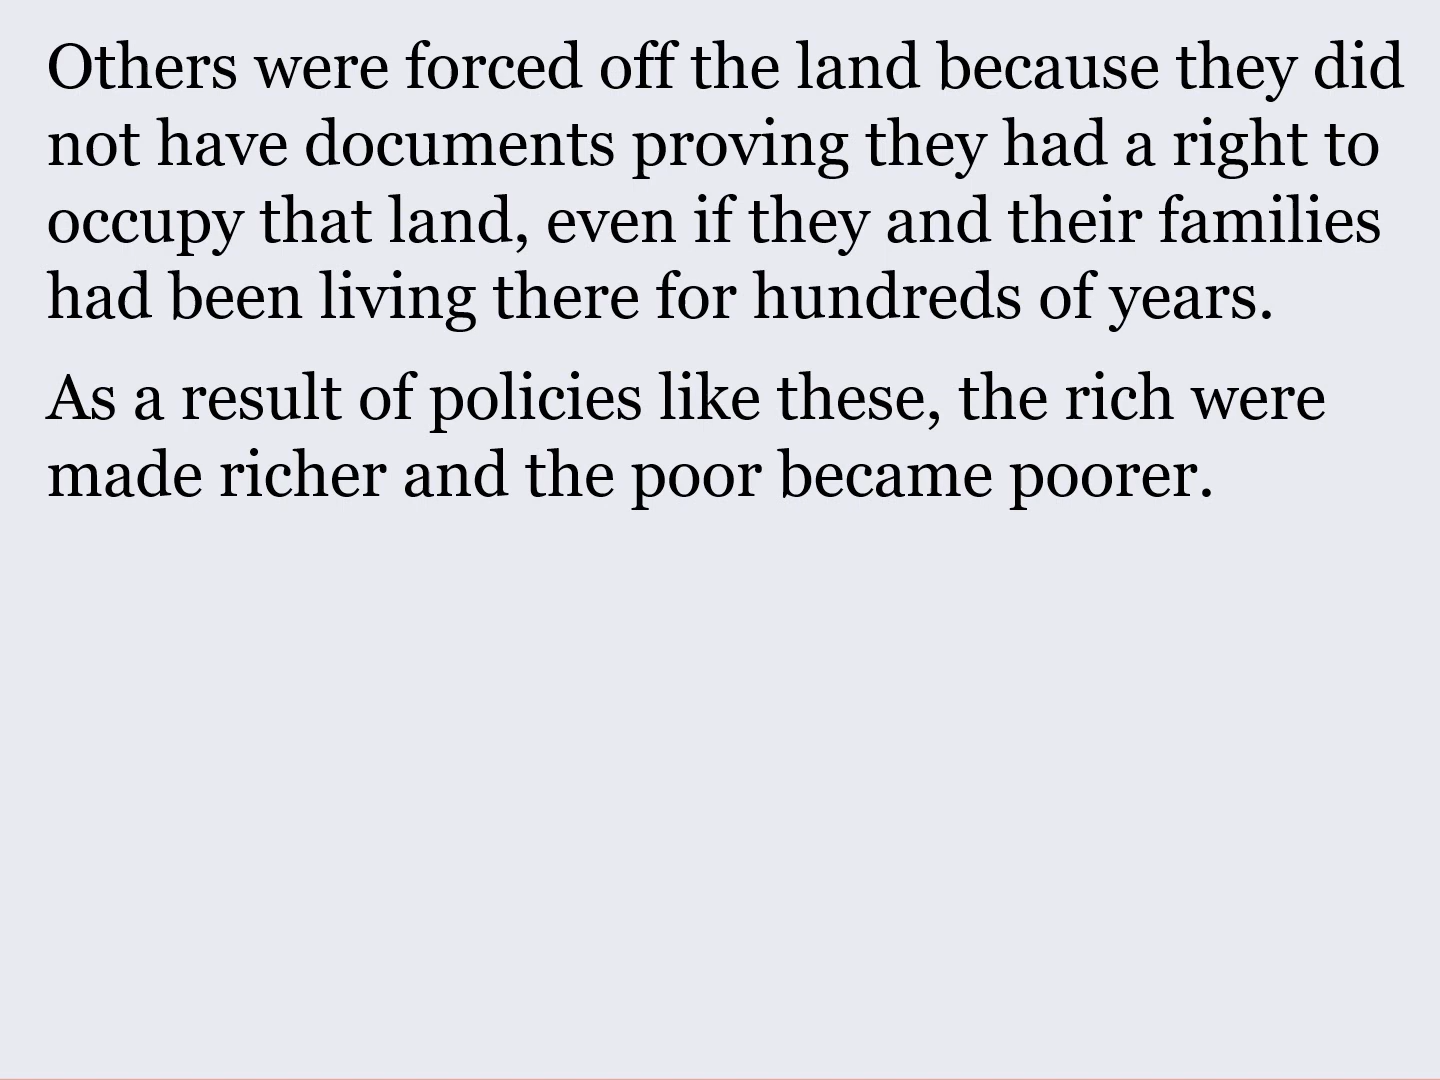 Others were forced off the land because they did
not have documents proving they had a right to
occupy that land, even if they and their families
had been living there for hundreds of years.
As a result of policies like these, the rich were
made richer and the poor became poorer.